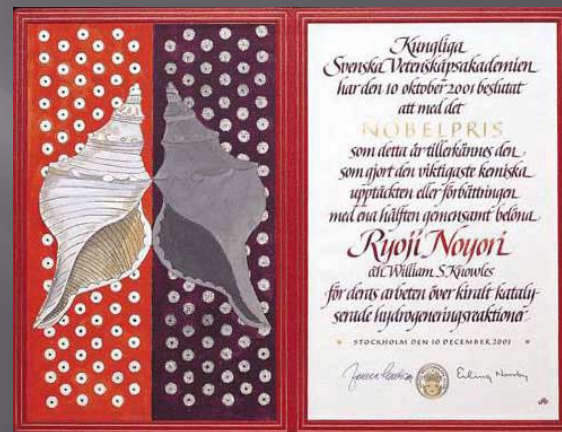 Kungliga
Svenska Vetenskapsakademien
har den 10 oktober 2001 beslutat
att med det
NOBELPRIS
som detta år tillerkännes den
som gjort den viktigaste kemiska
upptäckten eller förbättringen
med ena hälften gemensamt belöna
Ryoji Noyori
och William S. Knowles
för deras arbeten över kiralt kataly-
serade hydrogeneringsreaktioner
STOCKHOLM DEN 10 DECEMBER 2001
Erling Norrby